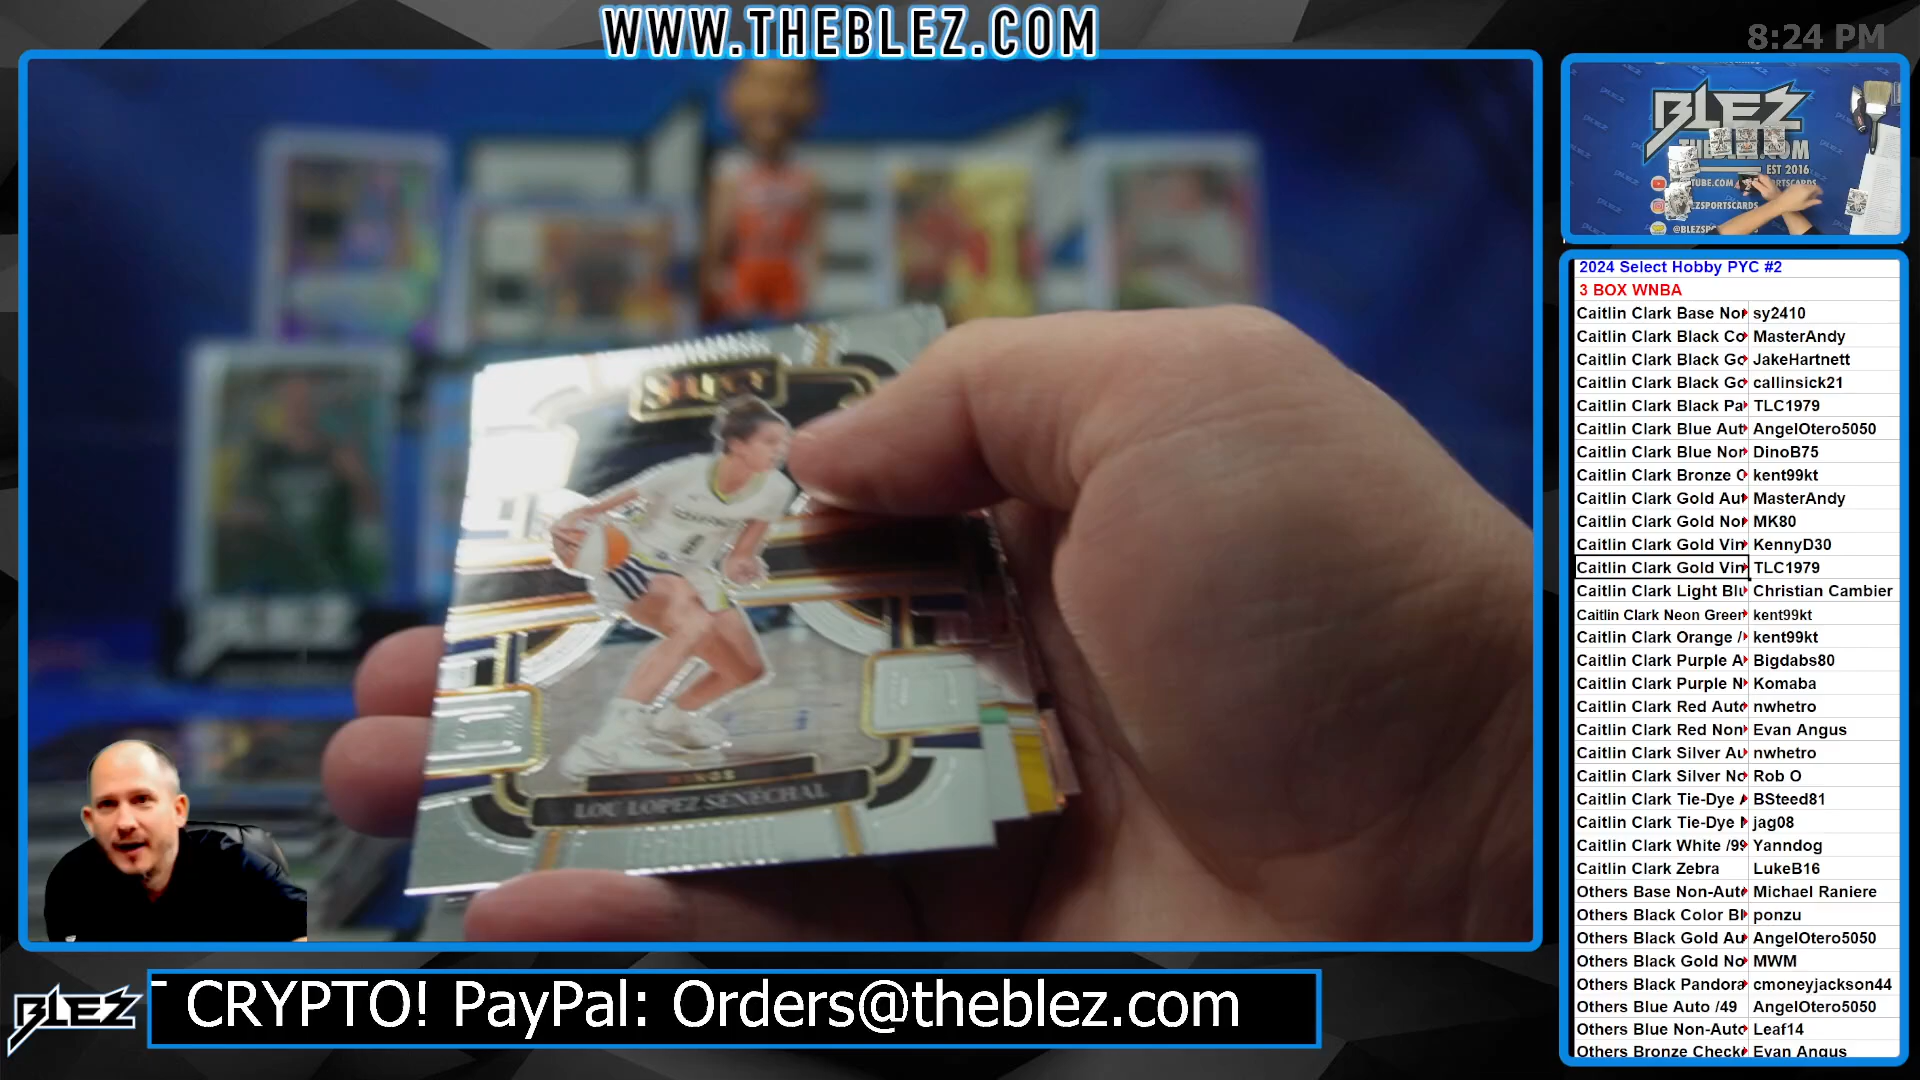 WWW.THEBLEZ.COM
8:24 PM
BLEZ
EST 2016
SELECT
WINGS
LOU LOPEZ SÉNÉCHAL
2024 Select Hobby PYC #2
3 BOX WNBA
Caitlin Clark Base Nor sy2410
Caitlin Clark Black Co MasterAndy
Caitlin Clark Black Go JakeHartnett
Caitlin Clark Black Go callinsick21
Caitlin Clark Black Pa TLC1979
Caitlin Clark Blue Aut AngelOtero5050
Caitlin Clark Blue Nor DinoB75
Caitlin Clark Bronze C kent99kt
Caitlin Clark Gold Aut MasterAndy
Caitlin Clark Gold Nor MK80
Caitlin Clark Gold Vin KennyD30
Caitlin Clark Gold Vin TLC1979
Caitlin Clark Light Blu Christian Cambier
Caitlin Clark Neon Green kent99kt
Caitlin Clark Orange / kent99kt
Caitlin Clark Purple A Bigdabs80
Caitlin Clark Purple N Komaba
Caitlin Clark Red Auto nwhetro
Caitlin Clark Red Non Evan Angus
Caitlin Clark Silver Au nwhetro
Caitlin Clark Silver No Rob O
Caitlin Clark Tie-Dye A BSteed81
Caitlin Clark Tie-Dye N jag08
Caitlin Clark White /99 Yanndog
Caitlin Clark Zebra LukeB16
Others Base Non-Auto Michael Raniere
Others Black Color Bl ponzu
Others Black Gold Au AngelOtero5050
Others Black Gold No MWM
Others Black Pandora cmoneyjackson44
Others Blue Auto /49 AngelOtero5050
Others Blue Non-Auto Leaf14
Others Bronze Check Evan Angus
BLEZ
CRYPTO! PayPal: Orders@theblez.com